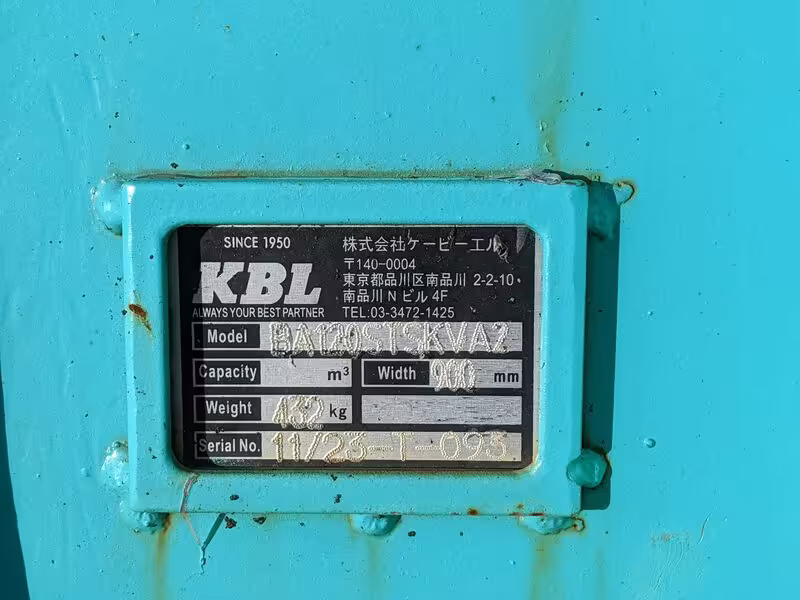 SINCE 1950
KBL
ALWAYS YOUR BEST PARTNER
株式会社ケービーエル
〒140-0004
東京都品川区南品川 2-2-10
南品川 N ビル 4F
TEL:03-3472-1425
Model BA120STSKVA2
Capacity m³ Width 900 mm
Weight 432 kg
Serial No. 11/23-T-095